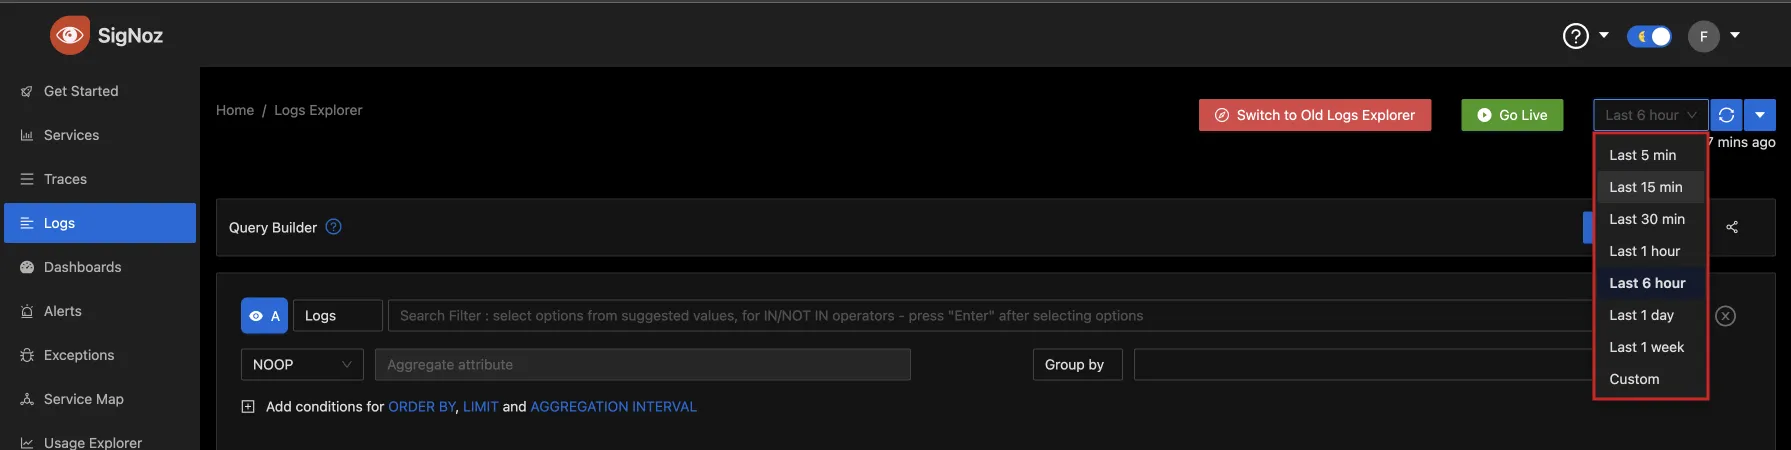 SigNoz
F
Get Started
Services
Traces
Logs
Dashboards
Alerts
Exceptions
Service Map
Usage Explorer
Home / Logs Explorer
Switch to Old Logs Explorer
Go Live
Last 6 hour
7 mins ago
Last 5 min
Last 15 min
Last 30 min
Last 1 hour
Last 6 hour
Last 1 day
Last 1 week
Custom
Query Builder
A Logs Search Filter : select options from suggested values, for IN/NOT IN operators - press "Enter" after selecting options
NOOP Aggregate attribute Group by
Add conditions for ORDER BY, LIMIT and AGGREGATION INTERVAL